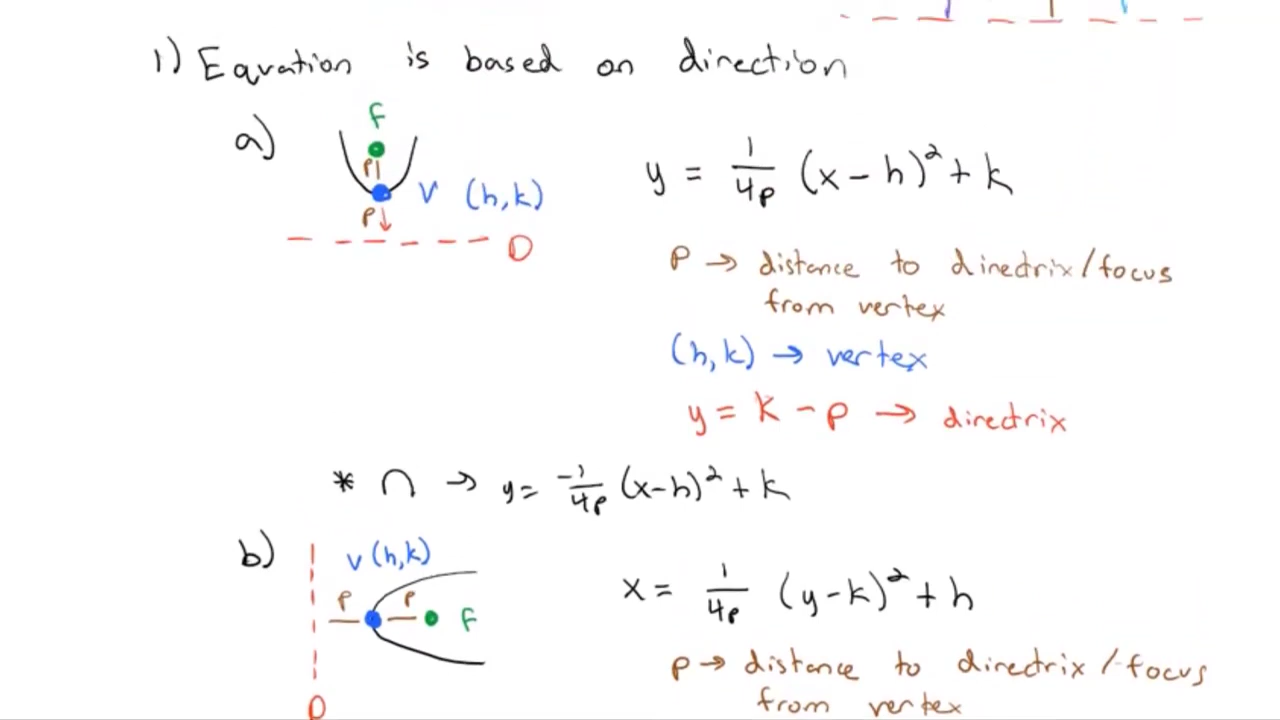 1) Equation is based on direction
a)
F
P
V (h,k)
P
D
y = 1/4p (x-h)² + k
P → distance to directrix/focus
from vertex
(h,k) → vertex
y = k - p → directrix
* ∩ → y = -1/4p (x-h)² + k
b)
V (h,k)
P P F
D
x = 1/4p (y-k)² + h
p → distance to directrix/focus
from vertex